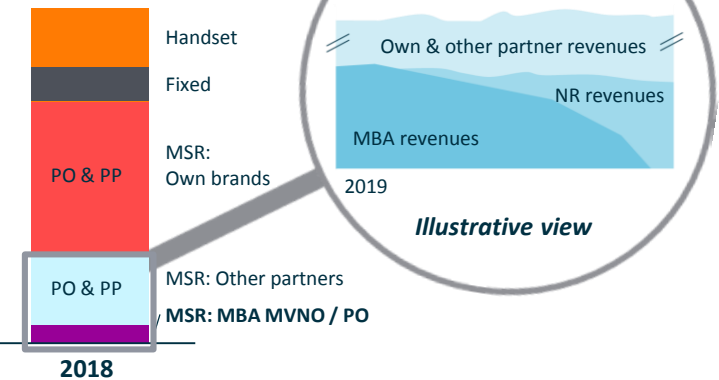 Handset
Fixed
MSR:
Own brands
PO & PP
MSR: Other partners
PO & PP
MSR: MBA MVNO / PO
2018
Own & other partner revenues
NR revenues
MBA revenues
2019
Illustrative view